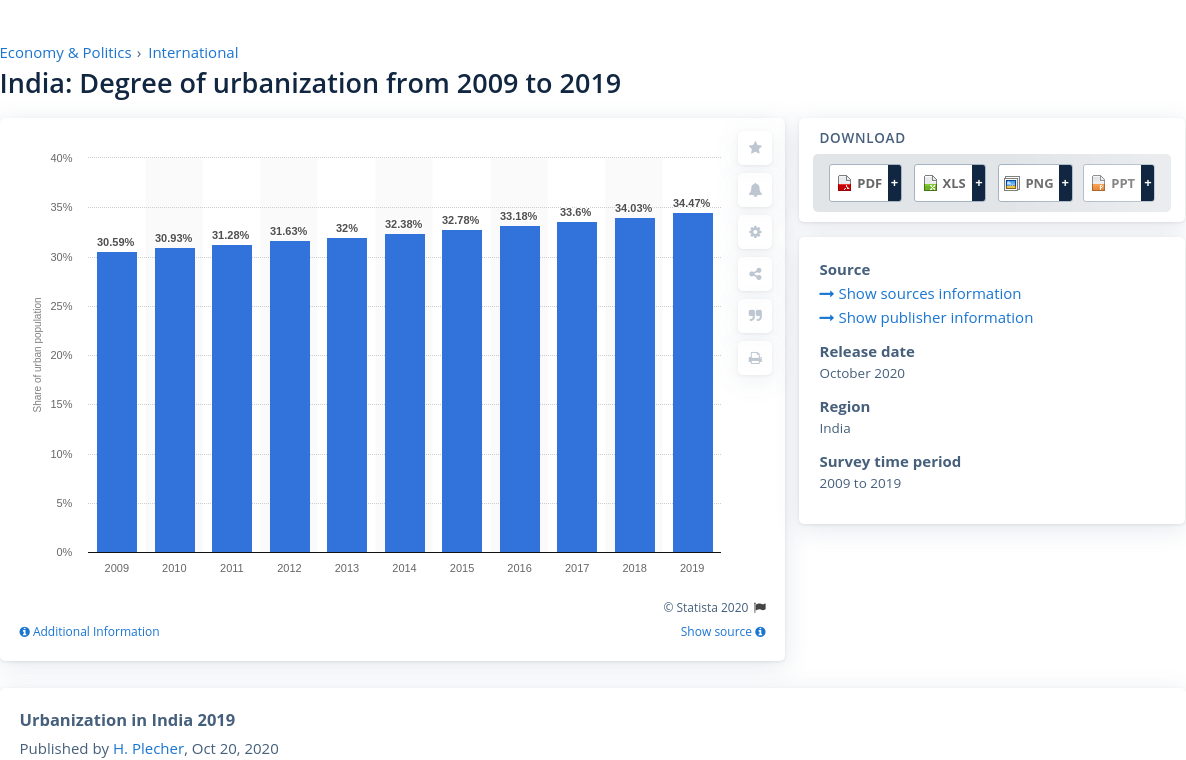 Economy & Politics › International
India: Degree of urbanization from 2009 to 2019
40%
35%
30%
25%
20%
15%
10%
5%
0%
Share of urban population
30.59%
30.93%
31.28%
31.63%
32%
32.38%
32.78%
33.18%
33.6%
34.03%
34.47%
2009 2010 2011 2012 2013 2014 2015 2016 2017 2018 2019
© Statista 2020
Additional Information
Show source
DOWNLOAD
PDF + XLS + PNG + PPT +
Source
Show sources information
Show publisher information
Release date
October 2020
Region
India
Survey time period
2009 to 2019
Urbanization in India 2019
Published by H. Plecher, Oct 20, 2020